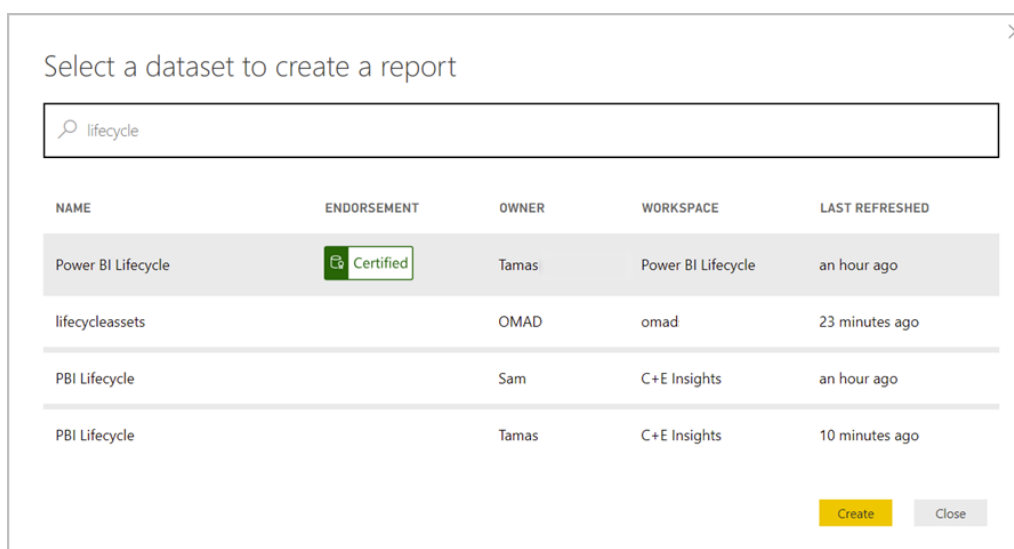 Select a dataset to create a report
lifecycle
NAME ENDORSEMENT OWNER WORKSPACE LAST REFRESHED
Power BI Lifecycle Certified Tamas Power BI Lifecycle an hour ago
lifecycleassets OMAD omad 23 minutes ago
PBI Lifecycle Sam C+E Insights an hour ago
PBI Lifecycle Tamas C+E Insights 10 minutes ago
Create Close